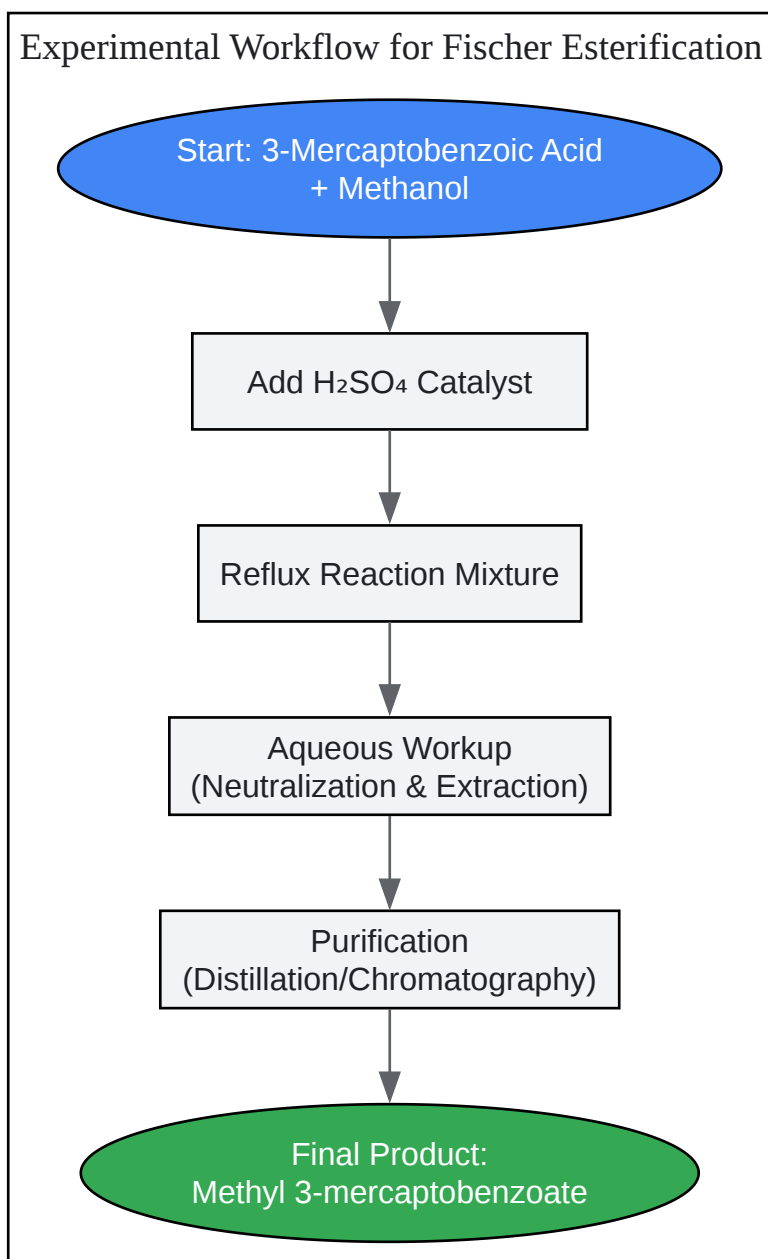 Experimental Workflow for Fischer Esterification
Start: 3-Mercaptobenzoic Acid
+ Methanol
Add H₂SO₄ Catalyst
Reflux Reaction Mixture
Aqueous Workup
(Neutralization & Extraction)
Purification
(Distillation/Chromatography)
Final Product:
Methyl 3-mercaptobenzoate